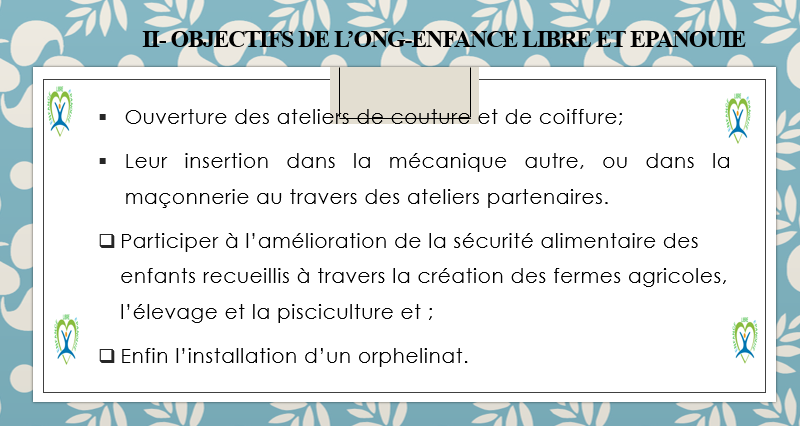 II- OBJECTIFS DE L’ONG-ENFANCE LIBRE ET EPANOUIE
▪ Ouverture des ateliers de couture et de coiffure;
▪ Leur insertion dans la mécanique autre, ou dans la
maçonnerie au travers des ateliers partenaires.
❑ Participer à l’amélioration de la sécurité alimentaire des
enfants recueillis à travers la création des fermes agricoles,
l’élevage et la pisciculture et ;
❑ Enfin l’installation d’un orphelinat.